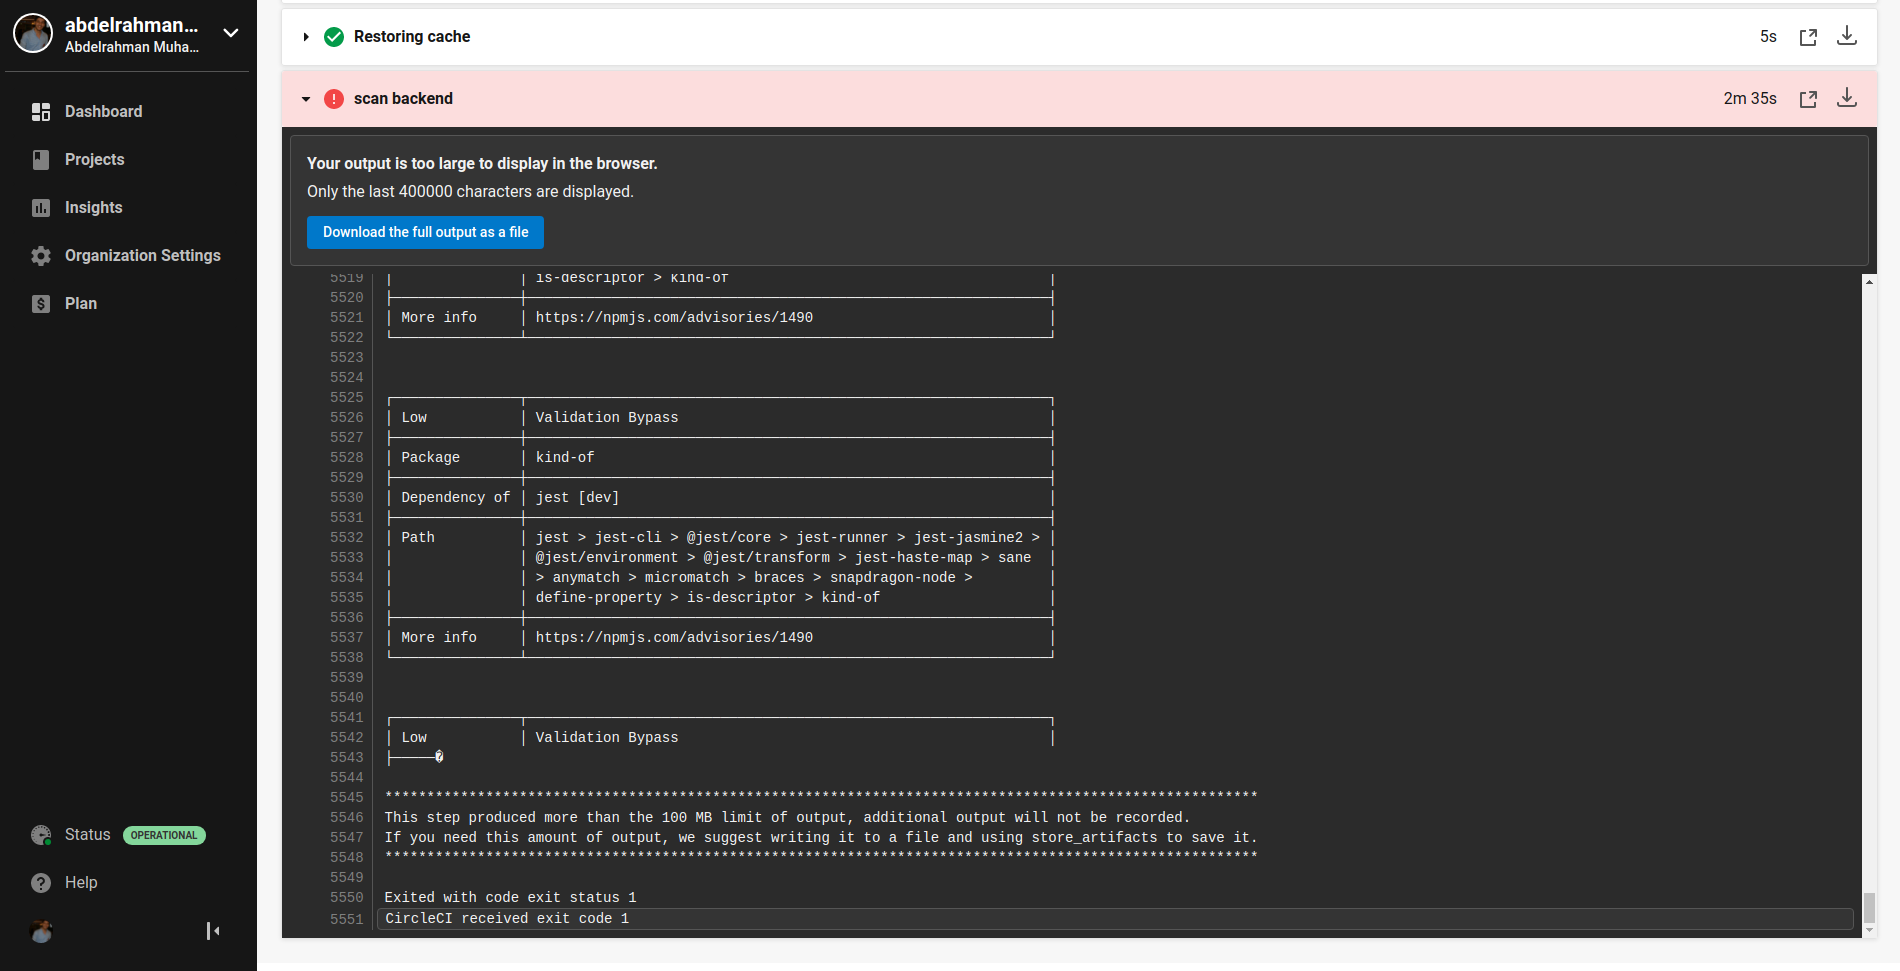 abdelrahman...
Abdelrahman Muha...
Dashboard
Projects
Insights
Organization Settings
Plan
Status OPERATIONAL
Help
Restoring cache 5s
scan backend 2m 35s
Your output is too large to display in the browser.
Only the last 400000 characters are displayed.
Download the full output as a file
5519 is-descriptor > kind-of
5520
5521 More info https://npmjs.com/advisories/1490
5522
5523
5524
5525
5526 Low Validation Bypass
5527
5528 Package kind-of
5529
5530 Dependency of jest [dev]
5531
5532 Path jest > jest-cli > @jest/core > jest-runner > jest-jasmine2 >
5533 @jest/environment > @jest/transform > jest-haste-map > sane
5534 > anymatch > micromatch > braces > snapdragon-node >
5535 define-property > is-descriptor > kind-of
5536
5537 More info https://npmjs.com/advisories/1490
5538
5539
5540
5541
5542 Low Validation Bypass
5543 �
5544
5545 ********************************************************************************************************
5546 This step produced more than the 100 MB limit of output, additional output will not be recorded.
5547 If you need this amount of output, we suggest writing it to a file and using store_artifacts to save it.
5548 ********************************************************************************************************
5549
5550 Exited with code exit status 1
5551 CircleCI received exit code 1